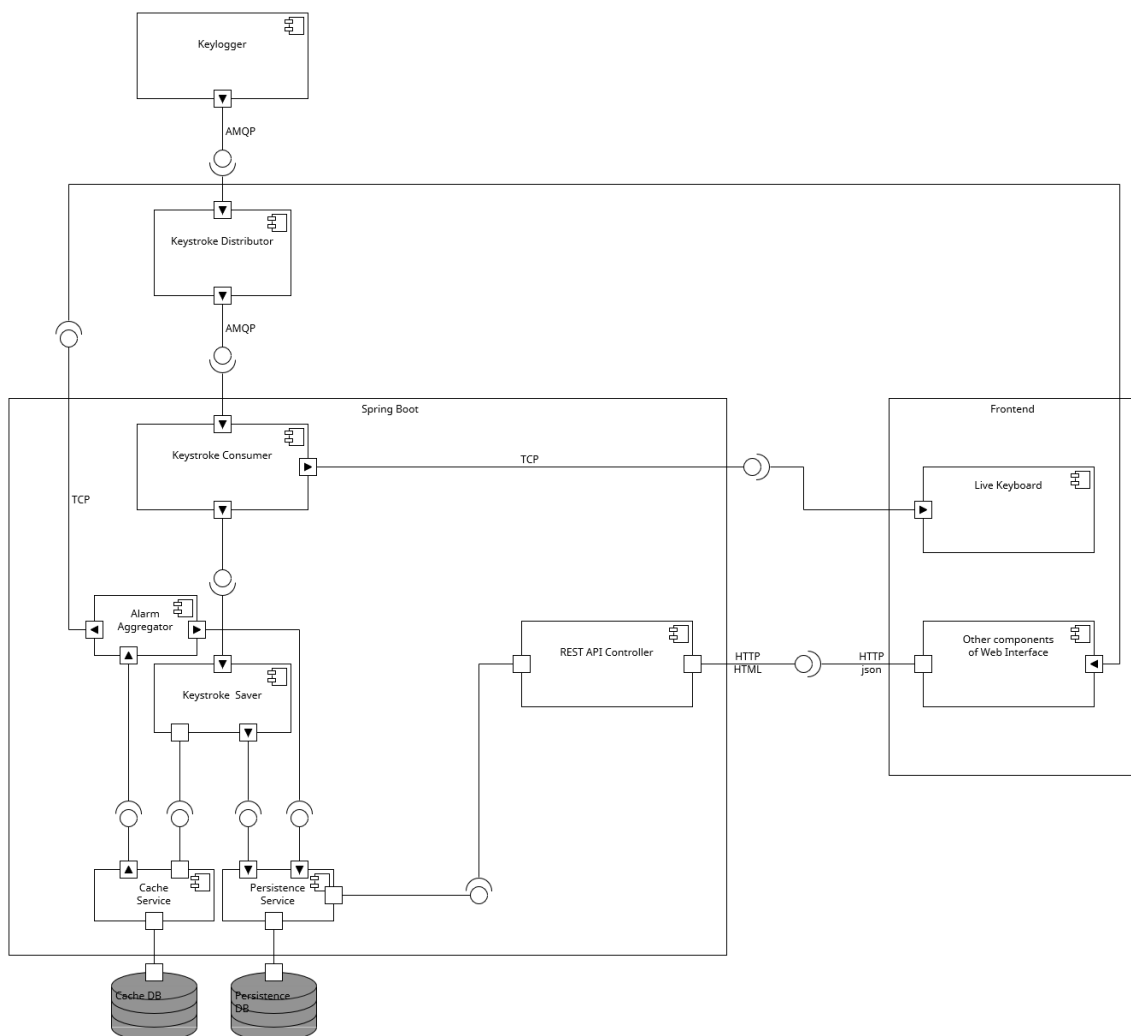 Keylogger
AMQP
Keystroke Distributor
AMQP
Spring Boot
Frontend
Keystroke Consumer
TCP
Live Keyboard
TCP
Alarm
Aggregator
REST API Controller
HTTP
HTML
HTTP
json
Other components
of Web Interface
Keystroke  Saver
Cache
Service
Persistence
Service
Cache DB
Persistence
DB